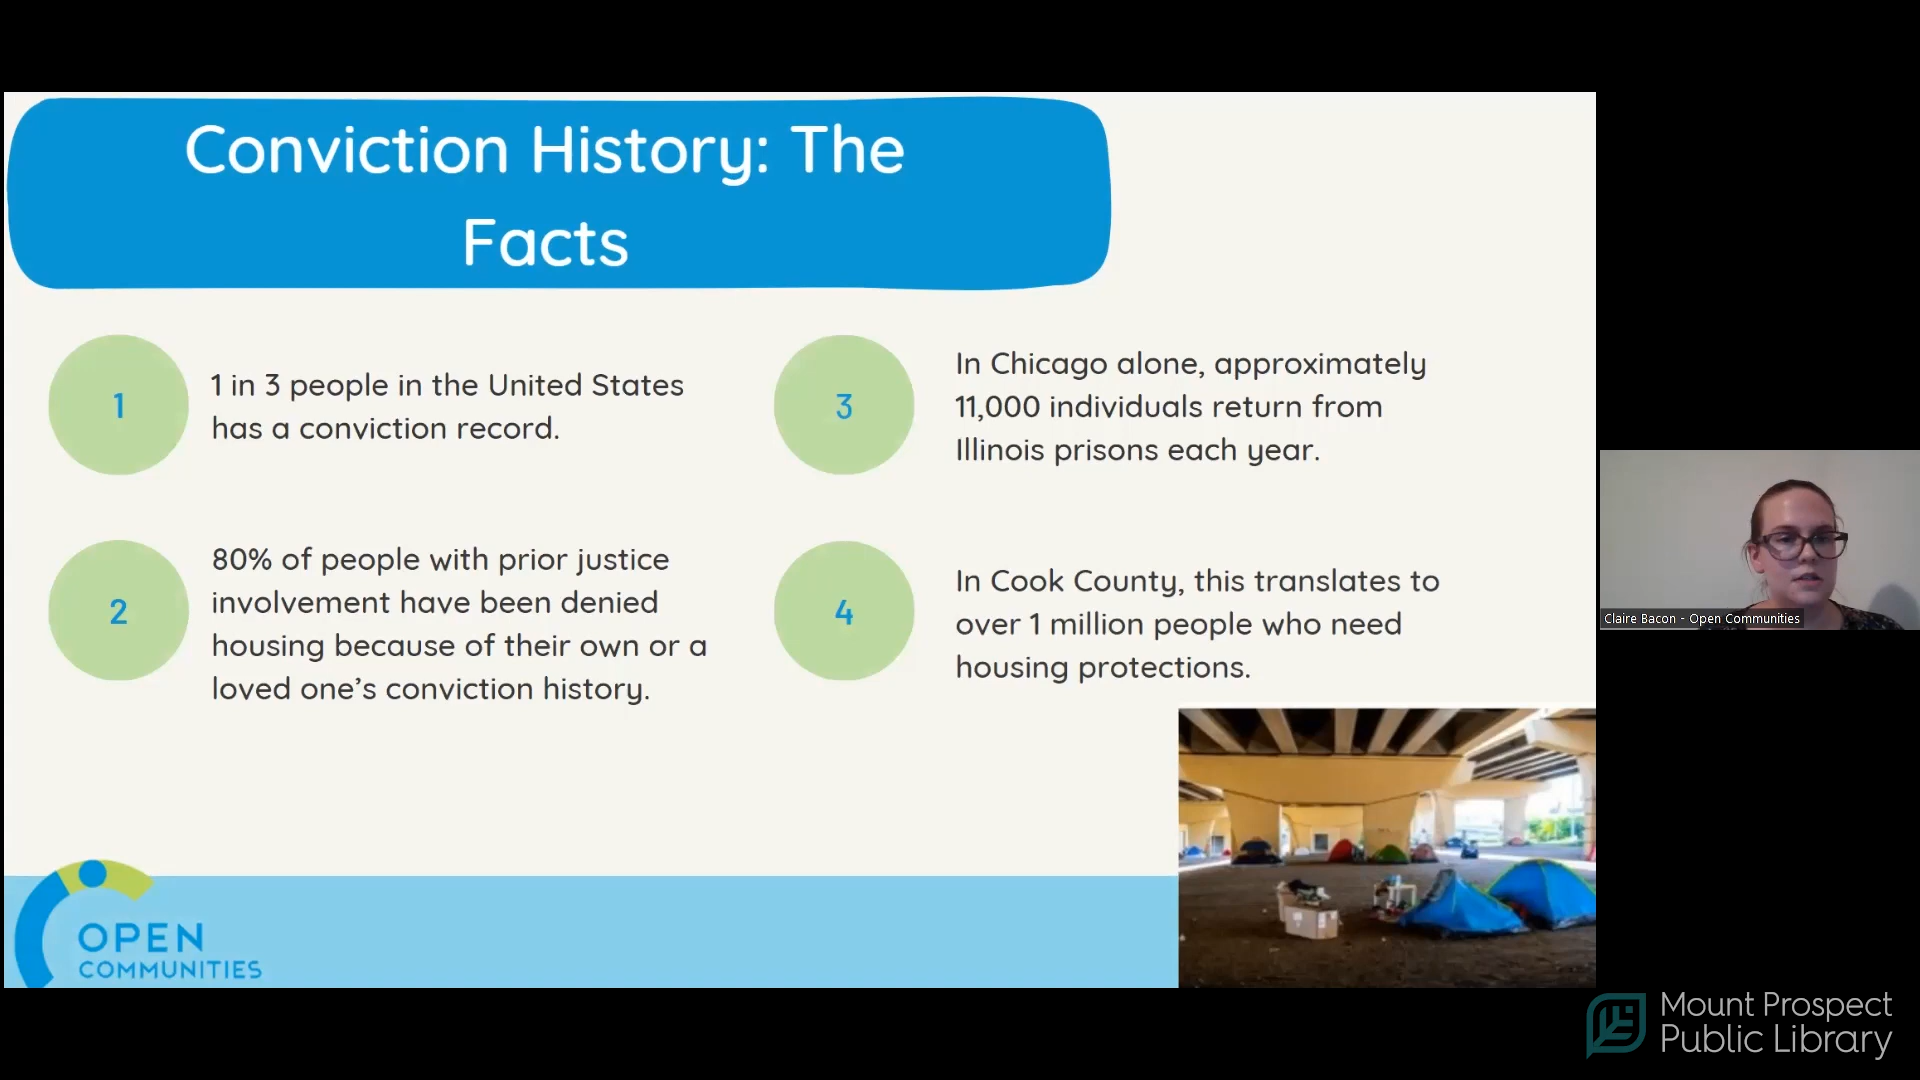 Conviction History: The
Facts
1
1 in 3 people in the United States
has a conviction record.
2
80% of people with prior justice
involvement have been denied
housing because of their own or a
loved one’s conviction history.
3
In Chicago alone, approximately
11,000 individuals return from
Illinois prisons each year.
4
In Cook County, this translates to
over 1 million people who need
housing protections.
OPEN
COMMUNITIES
Claire Bacon - Open Communities
Mount Prospect
Public Library